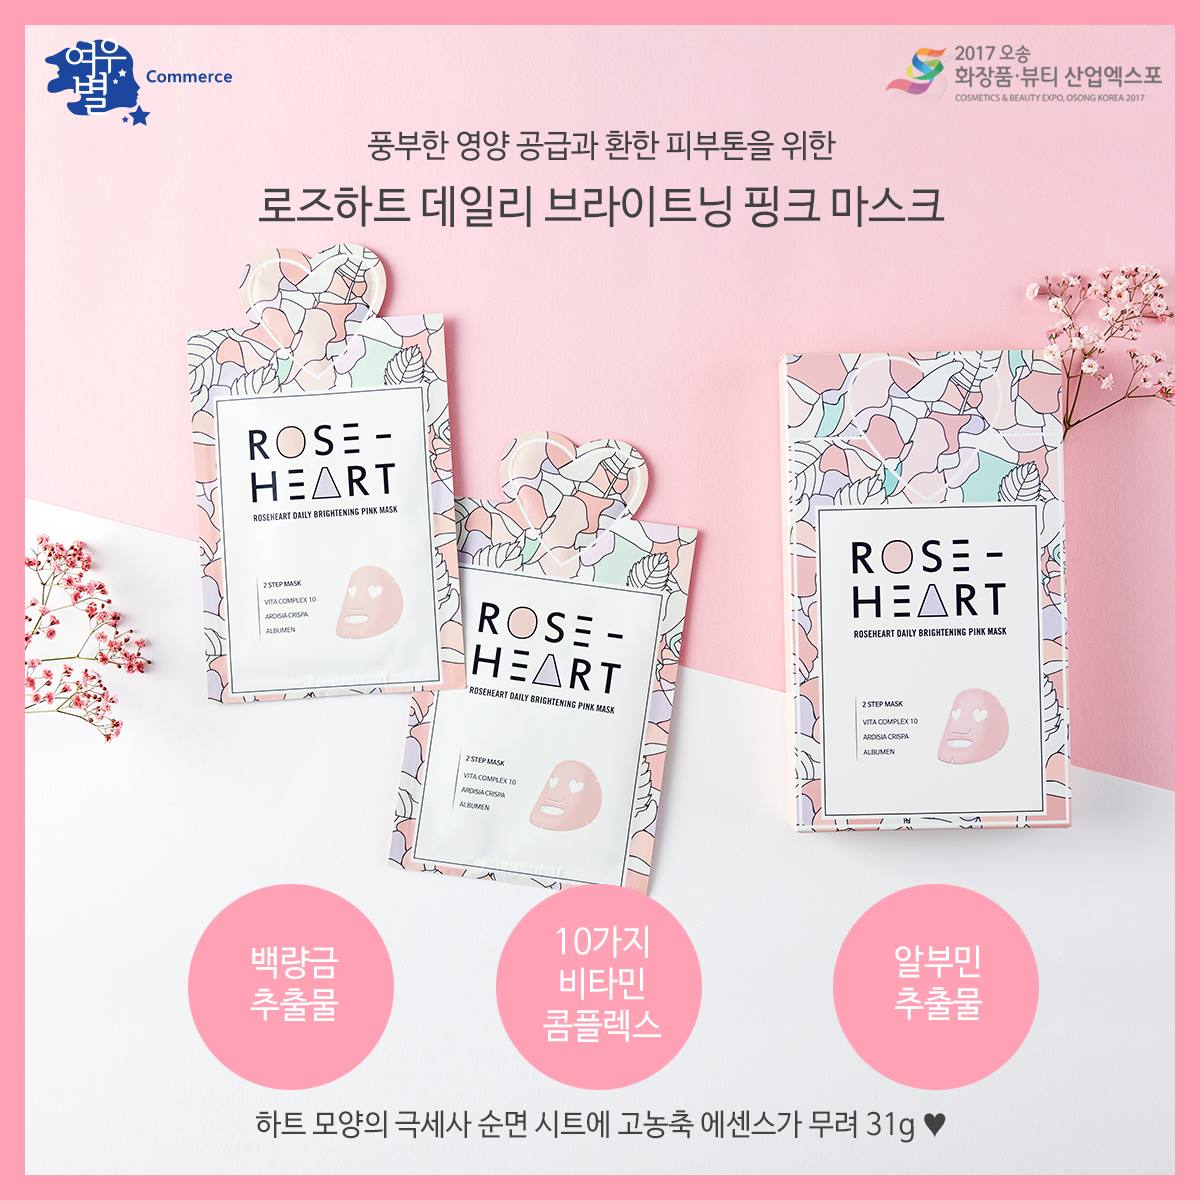 여우별
Commerce
2017 오송
화장품·뷰티 산업엑스포
COSMETICS & BEAUTY EXPO, OSONG KOREA 2017
풍부한 영양 공급과 환한 피부톤을 위한
로즈하트 데일리 브라이트닝 핑크 마스크
ROSE-
HEART
ROSEHEART DAILY BRIGHTENING PINK MASK
2 STEP MASK
VITA COMPLEX 10
ARDISIA CRISPA
ALBUMEN
ROSE-
HEART
ROSEHEART DAILY BRIGHTENING PINK MASK
2 STEP MASK
VITA COMPLEX 10
ARDISIA CRISPA
ALBUMEN
ROSE-
HEART
ROSEHEART DAILY BRIGHTENING PINK MASK
2 STEP MASK
VITA COMPLEX 10
ARDISIA CRISPA
ALBUMEN
백량금
추출물
10가지
비타민
콤플렉스
알부민
추출물
하트 모양의 극세사 순면 시트에 고농축 에센스가 무려 31g ♥